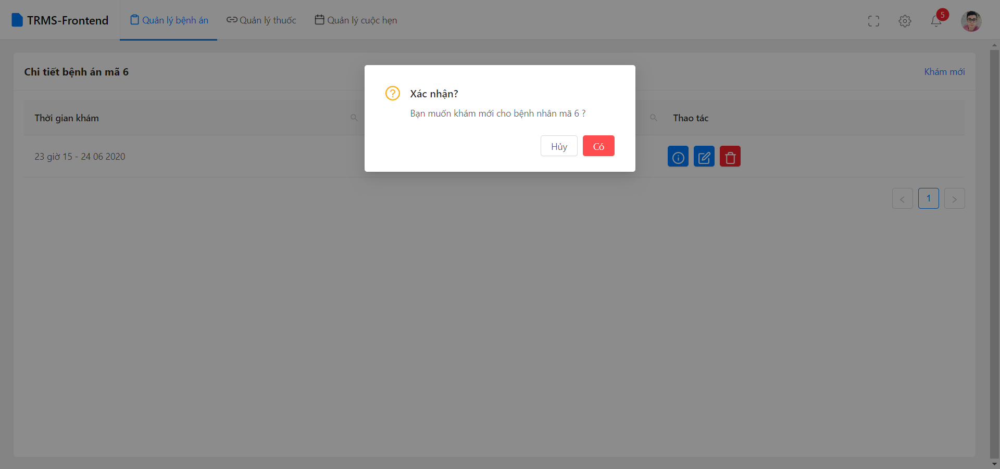 TRMS-Frontend
Quản lý bệnh án
Quản lý thuốc
Quản lý cuộc hẹn
5
Chi tiết bệnh án mã 6
Khám mới
Xác nhận?
Bạn muốn khám mới cho bệnh nhân mã 6 ?
Hủy
Có
Thời gian khám
Thao tác
23 giờ 15 - 24 06 2020
1